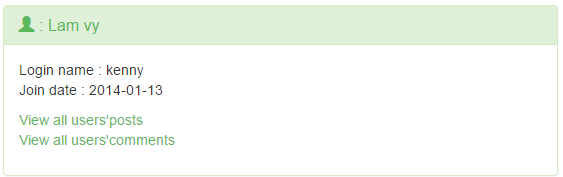 : Lam vy
Login name : kenny
Join date : 2014-01-13
View all users'posts
View all users'comments